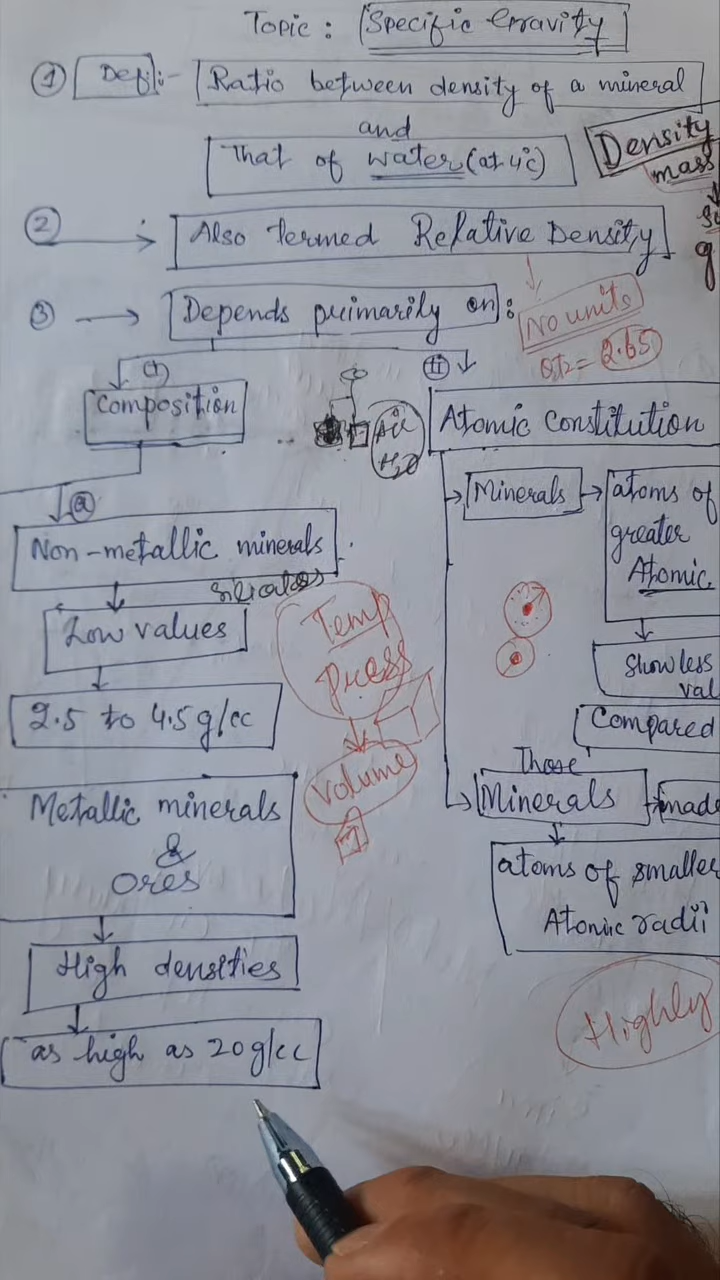 Topic: Specific Gravity
① Def: - Ratio between density of a mineral
and
That of water (at 4°C)
Density
mass
② Also termed Relative Density
g
③ Depends primarily on:
No units
Qtz = 2.65
(i)
Composition
Air
H₂O
(ii)
Atomic Constitution
Minerals
atoms of
greater
Atomic
Show less
val
Compared
Those
Minerals
made
atoms of smaller
Atomic radii
Highly
ⓐ
Non-metallic minerals
Silicates
Low values
2.5 to 4.5 g/cc
Temp
Press
Volume
Metallic minerals
&
Ores
High densities
as high as 20 g/cc